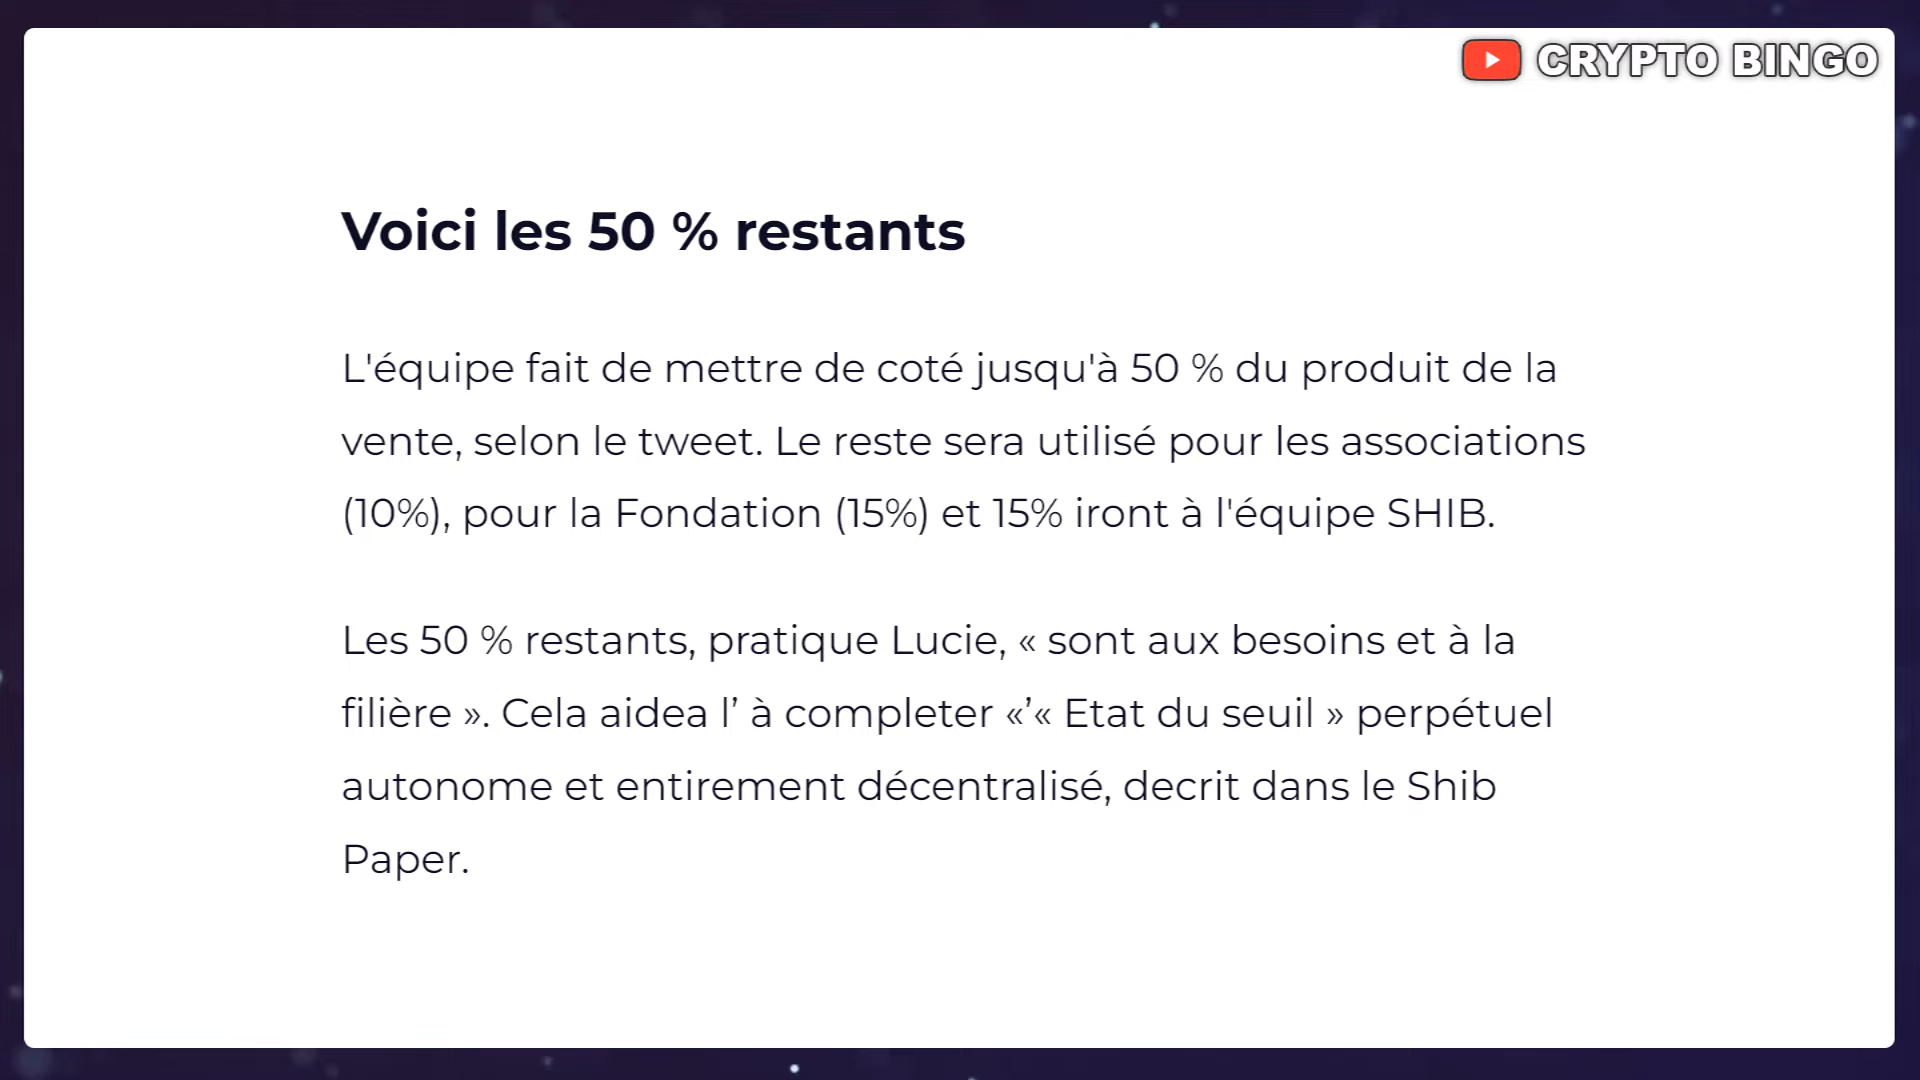 CRYPTO BINGO
Voici les 50 % restants
L'équipe fait de mettre de coté jusqu'à 50 % du produit de la
vente, selon le tweet. Le reste sera utilisé pour les associations
(10%), pour la Fondation (15%) et 15% iront à l'équipe SHIB.
Les 50 % restants, pratique Lucie, « sont aux besoins et à la
filière ». Cela aidea l’ à completer «’« Etat du seuil » perpétuel
autonome et entirement décentralisé, decrit dans le Shib
Paper.